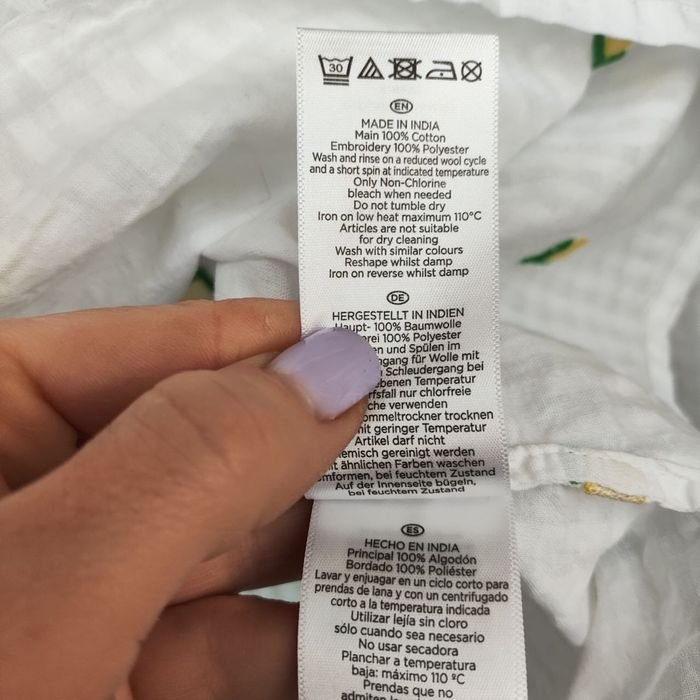 30
EN
MADE IN INDIA
Main 100% Cotton
Embroidery 100% Polyester
Wash and rinse on a reduced wool cycle
and a short spin at indicated temperature
Only Non-Chlorine
bleach when needed
Do not tumble dry
Iron on low heat maximum 110°C
Articles are not suitable
for dry cleaning
Wash with similar colours
Reshape whilst damp
Iron on reverse whilst damp
DE
HERGESTELLT IN INDIEN
Haupt- 100% Baumwolle
100% Polyester
und Spülen im
für Wolle mit
Schleudergang bei
Temperatur
nur chlorfreie
verwenden
trocknen
geringer Temperatur
Artikel darf nicht
gereinigt werden
ähnlichen Farben waschen
bei feuchtem Zustand
Auf der Innenseite bügeln,
bei feuchtem Zustand
ES
HECHO EN INDIA
Principal 100% Algodón
Bordado 100% Poliéster
Lavar y enjuagar en un ciclo corto para
prendas de lana y con un centrifugado
corto a la temperatura indicada
Utilizar lejía sin cloro
sólo cuando sea necesario
No usar secadora
Planchar a temperatura
baja: máximo 110 ºC
Prendas que no